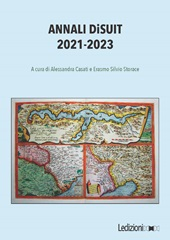 ANNALI DiSUIT
2021-2023
A cura di Alessandra Casati e Erasmo Silvio Storace
Ledizioni